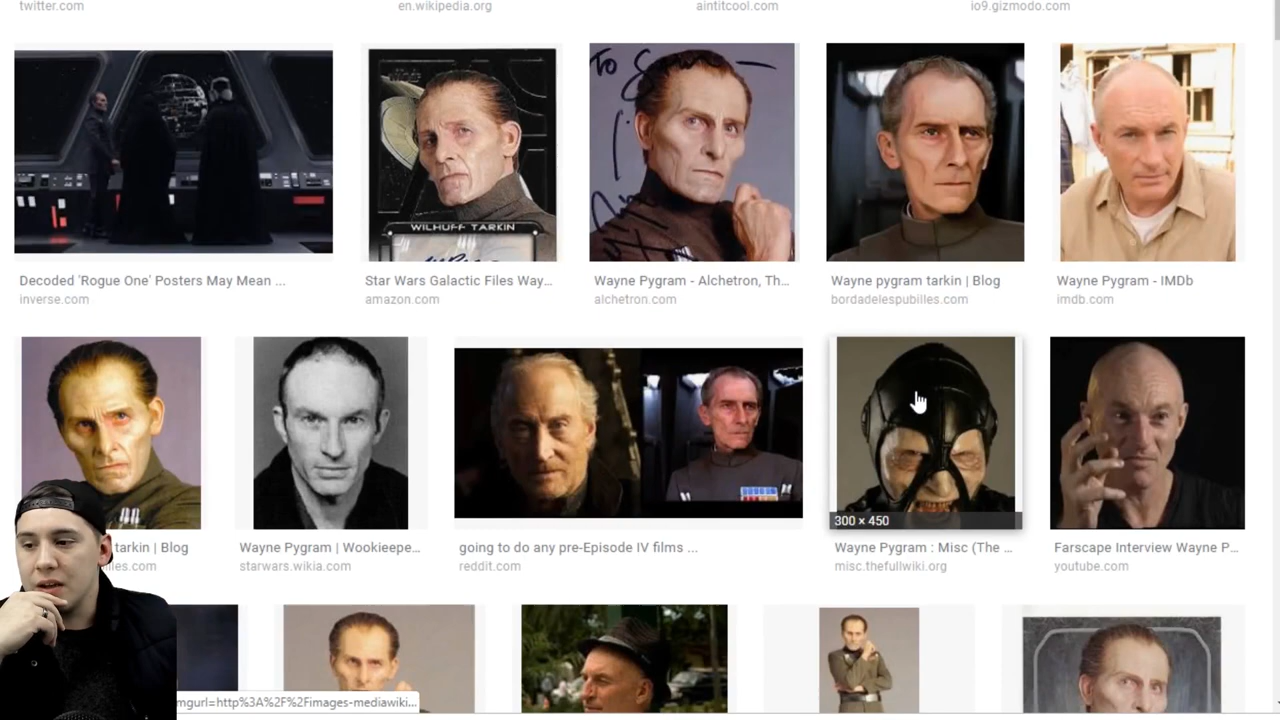 twitter.com
en.wikipedia.org
aintitcool.com
io9.gizmodo.com
To
WILHUFF TARKIN
Decoded 'Rogue One' Posters May Mean ...
inverse.com
Star Wars Galactic Files Way...
amazon.com
Wayne Pygram - Alchetron, Th...
alchetron.com
Wayne pygram tarkin | Blog
bordadelespubilles.com
Wayne Pygram - IMDb
imdb.com
300 × 450
tarkin | Blog
illes.com
Wayne Pygram | Wookieepe...
starwars.wikia.com
going to do any pre-Episode IV films ...
reddit.com
Wayne Pygram : Misc (The ...
misc.thefullwiki.org
Farscape Interview Wayne P...
youtube.com
mgurl=http%3A%2F%2Fimages-mediawiki...